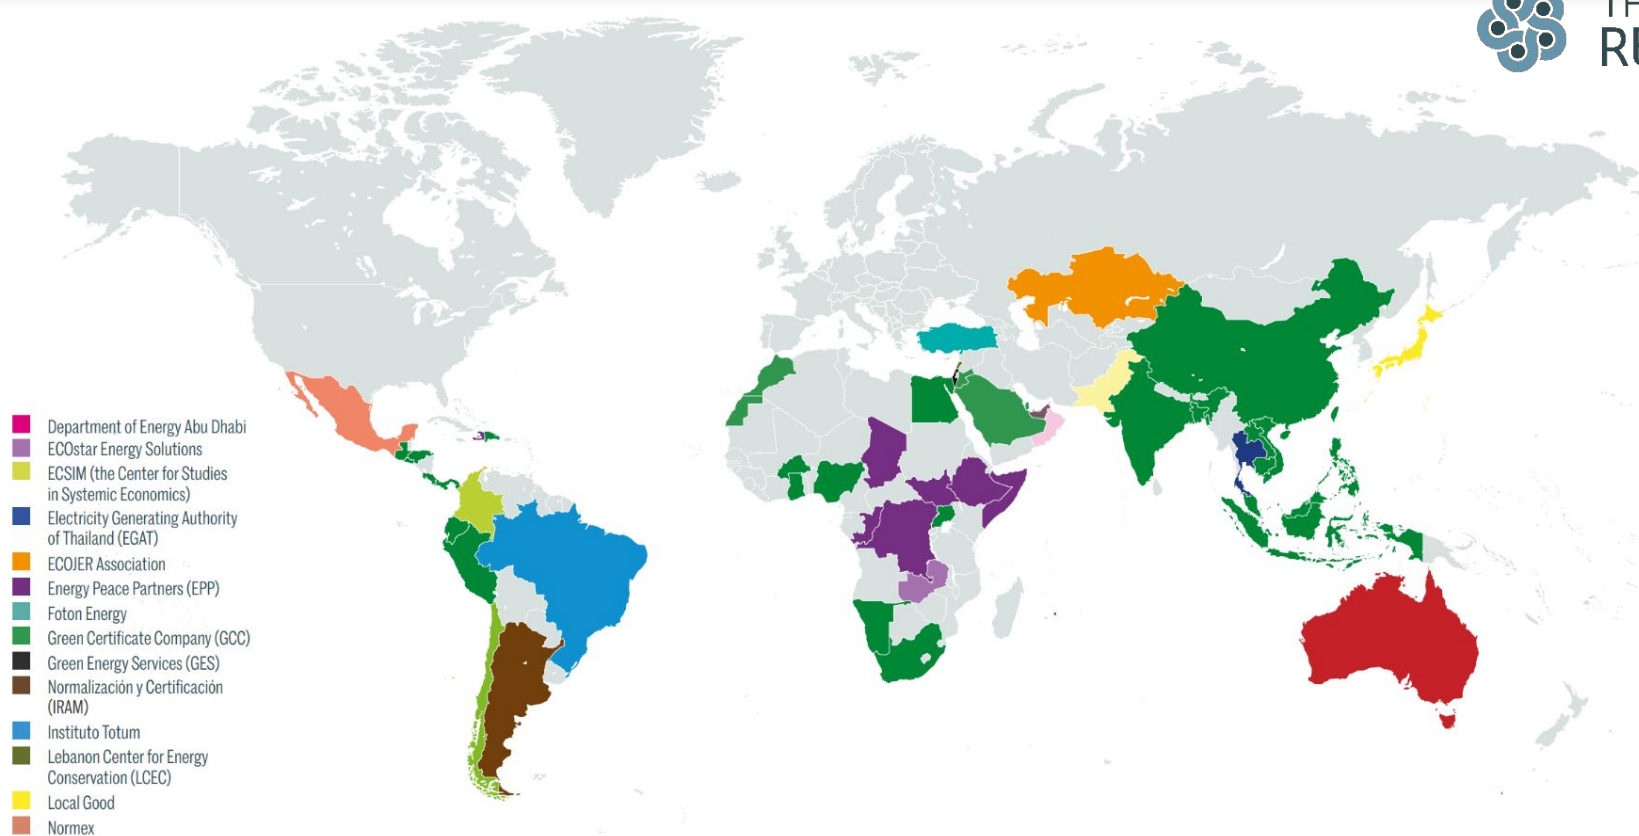 Department of Energy Abu Dhabi
ECOstar Energy Solutions
ECSIM (the Center for Studies
in Systemic Economics)
Electricity Generating Authority
of Thailand (EGAT)
ECOJER Association
Energy Peace Partners (EPP)
Foton Energy
Green Certificate Company (GCC)
Green Energy Services (GES)
Normalización y Certificación
(IRAM)
Instituto Totum
Lebanon Center for Energy
Conservation (LCEC)
Local Good
Normex